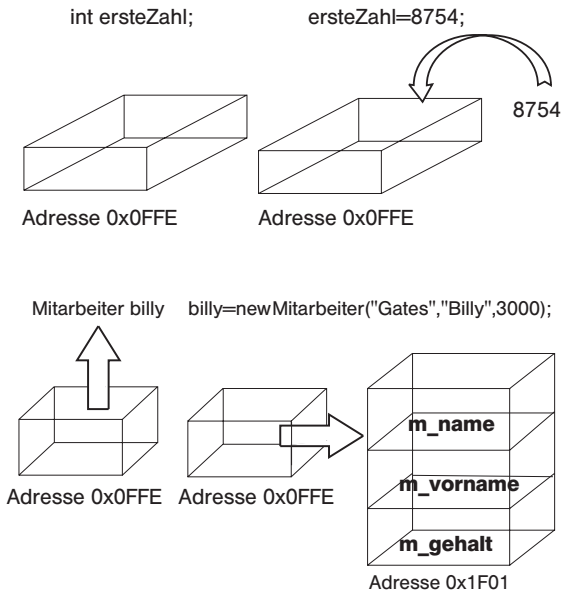 int ersteZahl; ersteZahl=8754;
8754
Adresse 0x0FFE Adresse 0x0FFE
Mitarbeiter billy billy=newMitarbeiter("Gates","Billy",3000);
m_name
m_vorname
Adresse 0x0FFE Adresse 0x0FFE
m_gehalt
Adresse 0x1F01